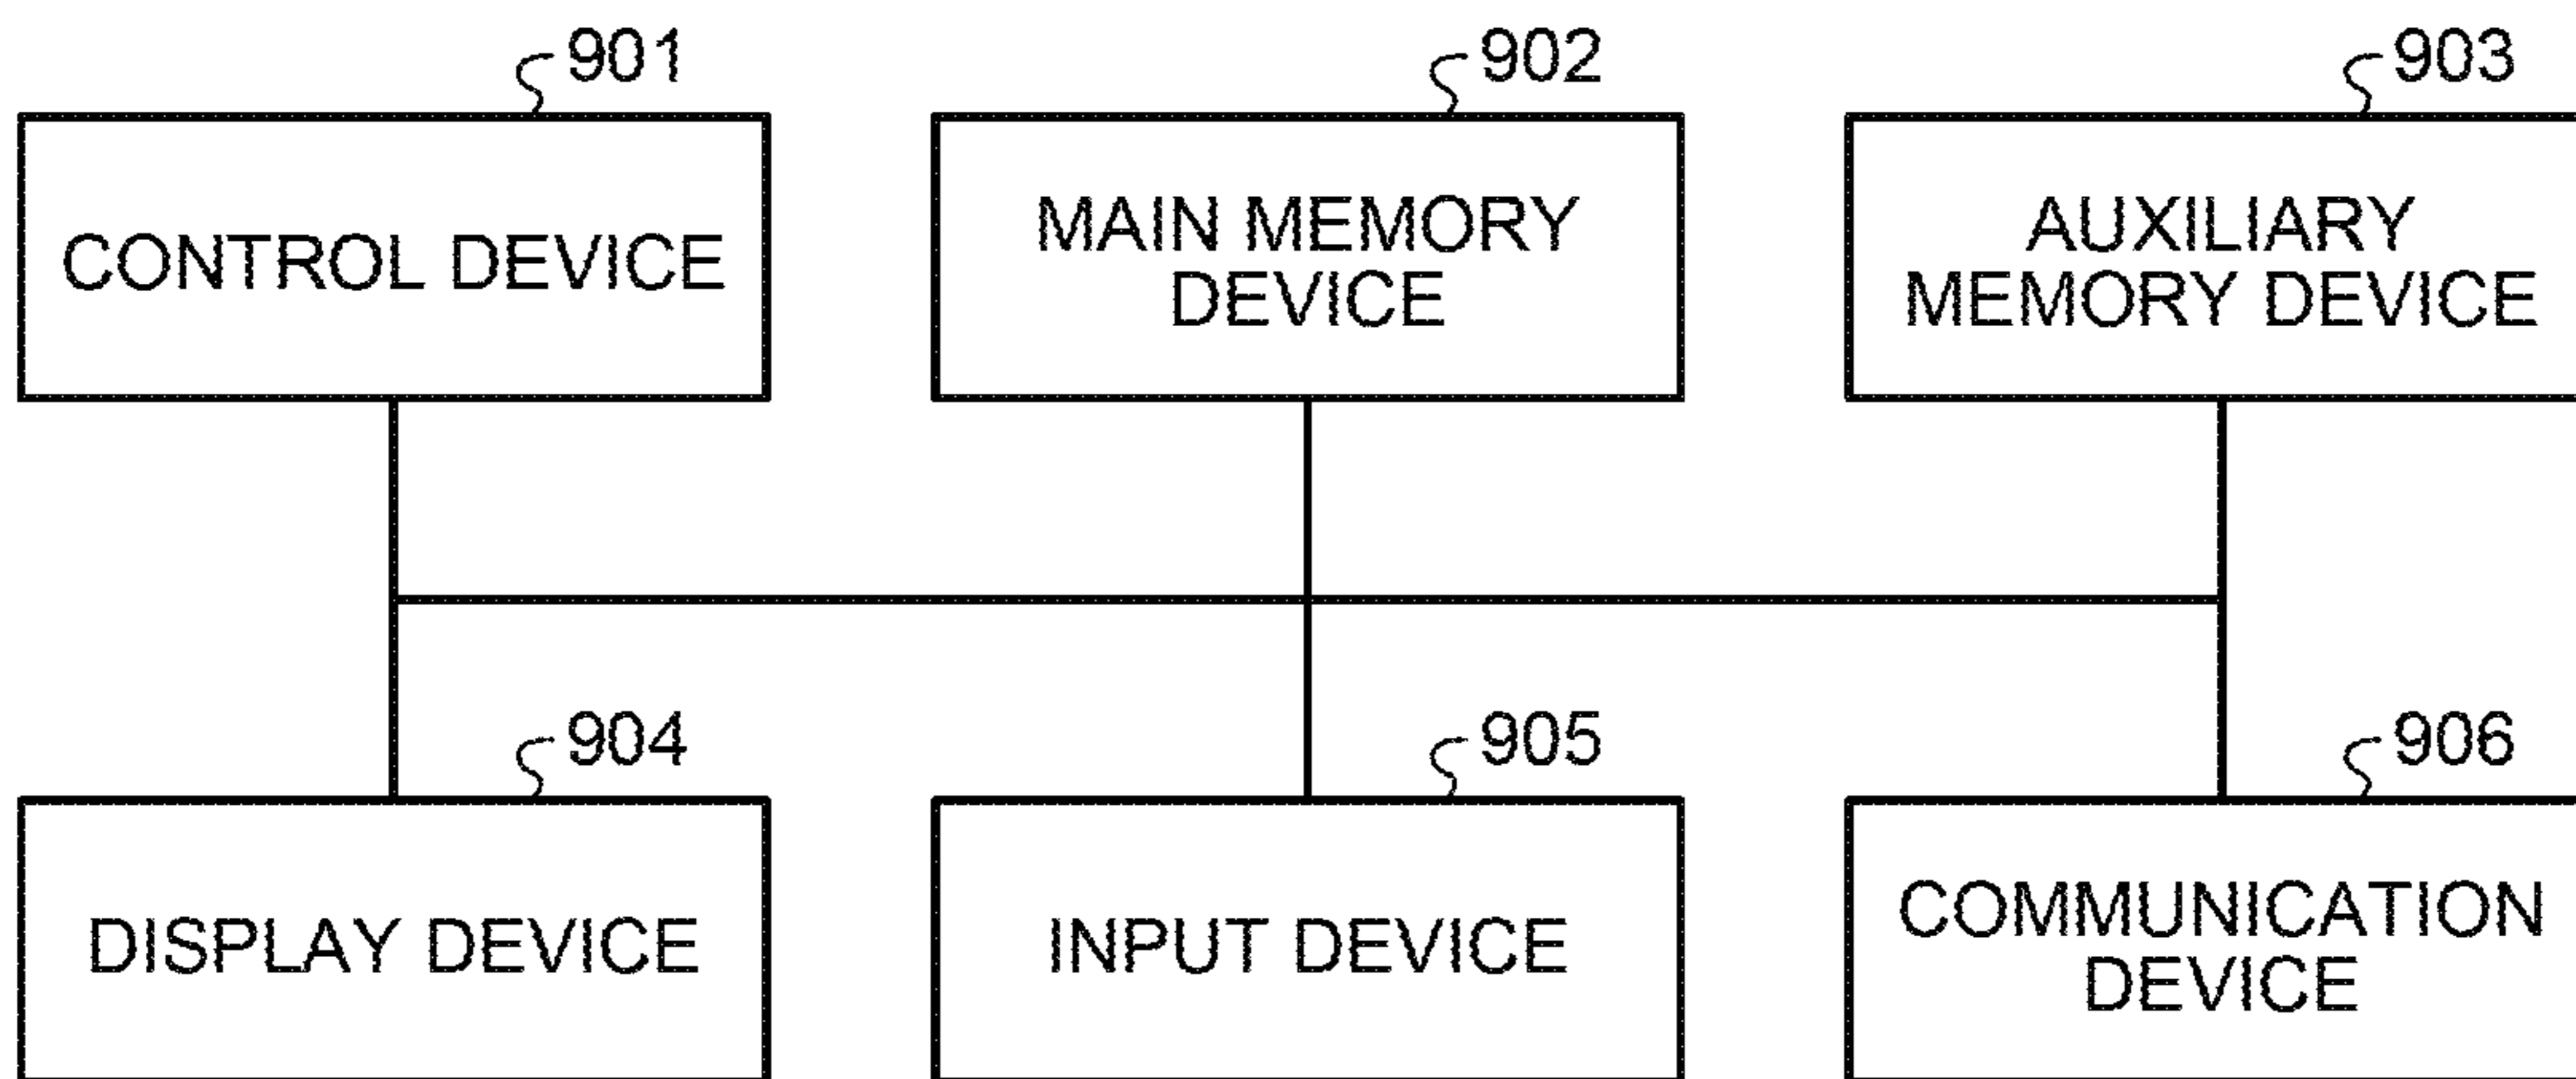 901
902
903
CONTROL DEVICE
MAIN MEMORY
DEVICE
AUXILIARY
MEMORY DEVICE
904
905
906
DISPLAY DEVICE
INPUT DEVICE
COMMUNICATION
DEVICE